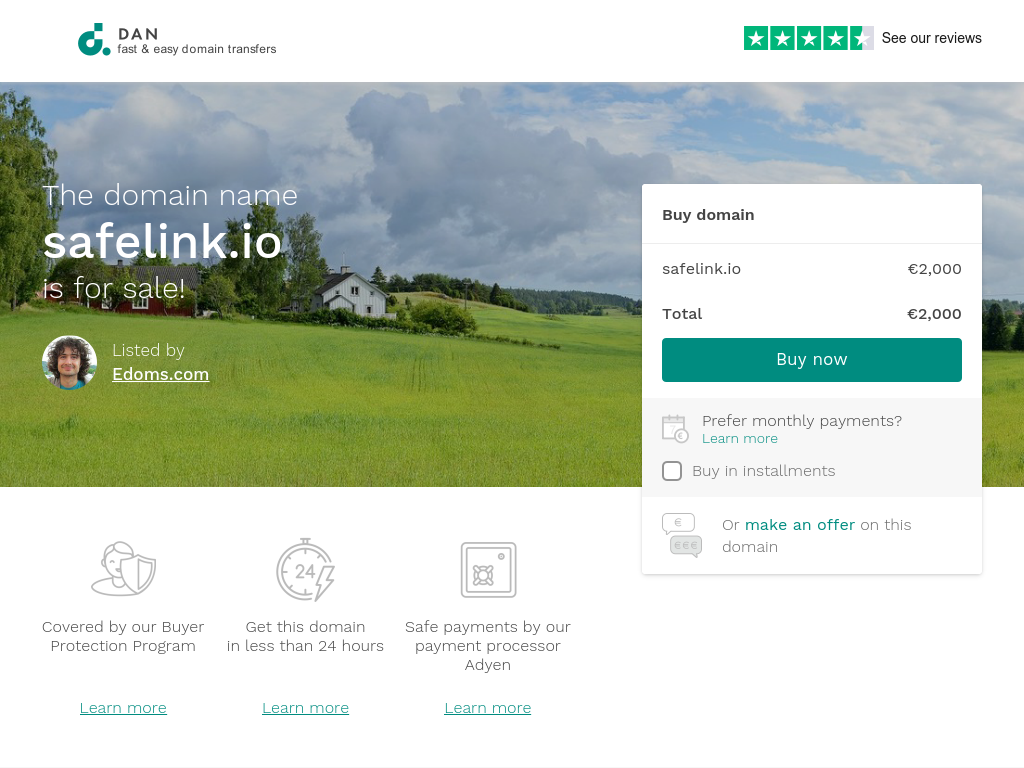 DAN
fast & easy domain transfers
See our reviews
The domain name
safelink.io
is for sale!
Listed by
Edoms.com
Buy domain
safelink.io €2,000
Total €2,000
Buy now
Prefer monthly payments?
Learn more
Buy in installments
Or make an offer on this
domain
€
€€€
24
Covered by our Buyer
Protection Program
Learn more
Get this domain
in less than 24 hours
Learn more
Safe payments by our
payment processor
Adyen
Learn more